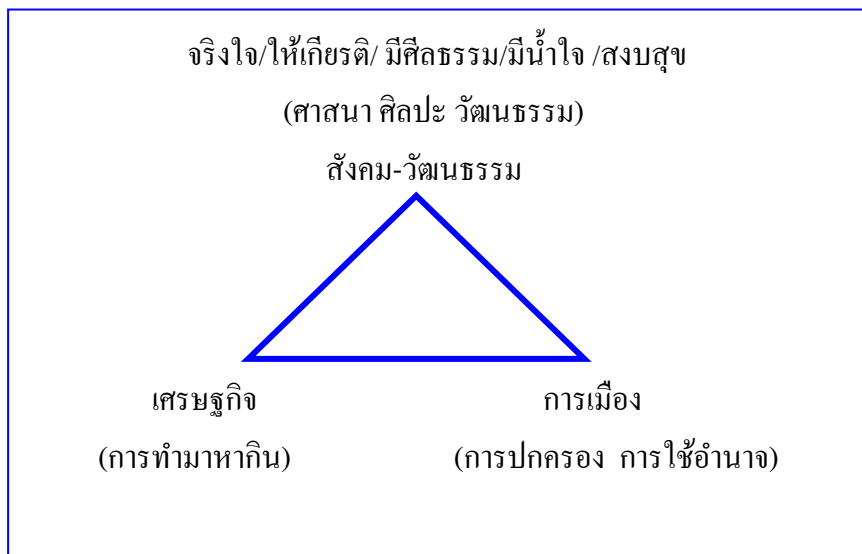 จริงใจ/ให้เกียรติ/ มีศีลธรรม/มีน้ำใจ /สงบสุข
(ศาสนา ศิลปะ วัฒนธรรม)
สังคม-วัฒนธรรม
เศรษฐกิจ การเมือง
(การทำมาหากิน) (การปกครอง การใช้อำนาจ)